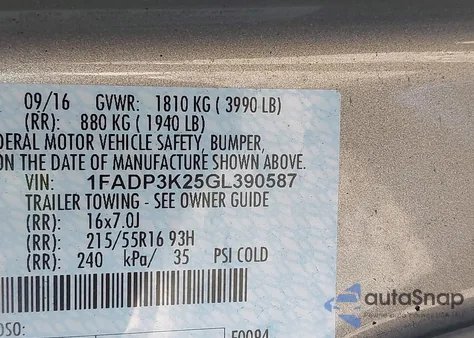 09/16 GVWR: 1810 KG ( 3990 LB)
(RR): 880 KG ( 1940 LB)
DERAL MOTOR VEHICLE SAFETY, BUMPER,
ON THE DATE OF MANUFACTURE SHOWN ABOVE.
VIN: 1FADP3K25GL390587
TRAILER TOWING - SEE OWNER GUIDE
(RR): 16x7.0J
(RR): 215/55R16 93H
(RR): 240 kPa/ 35 PSI COLD
OSO:
F0084
autoSnap